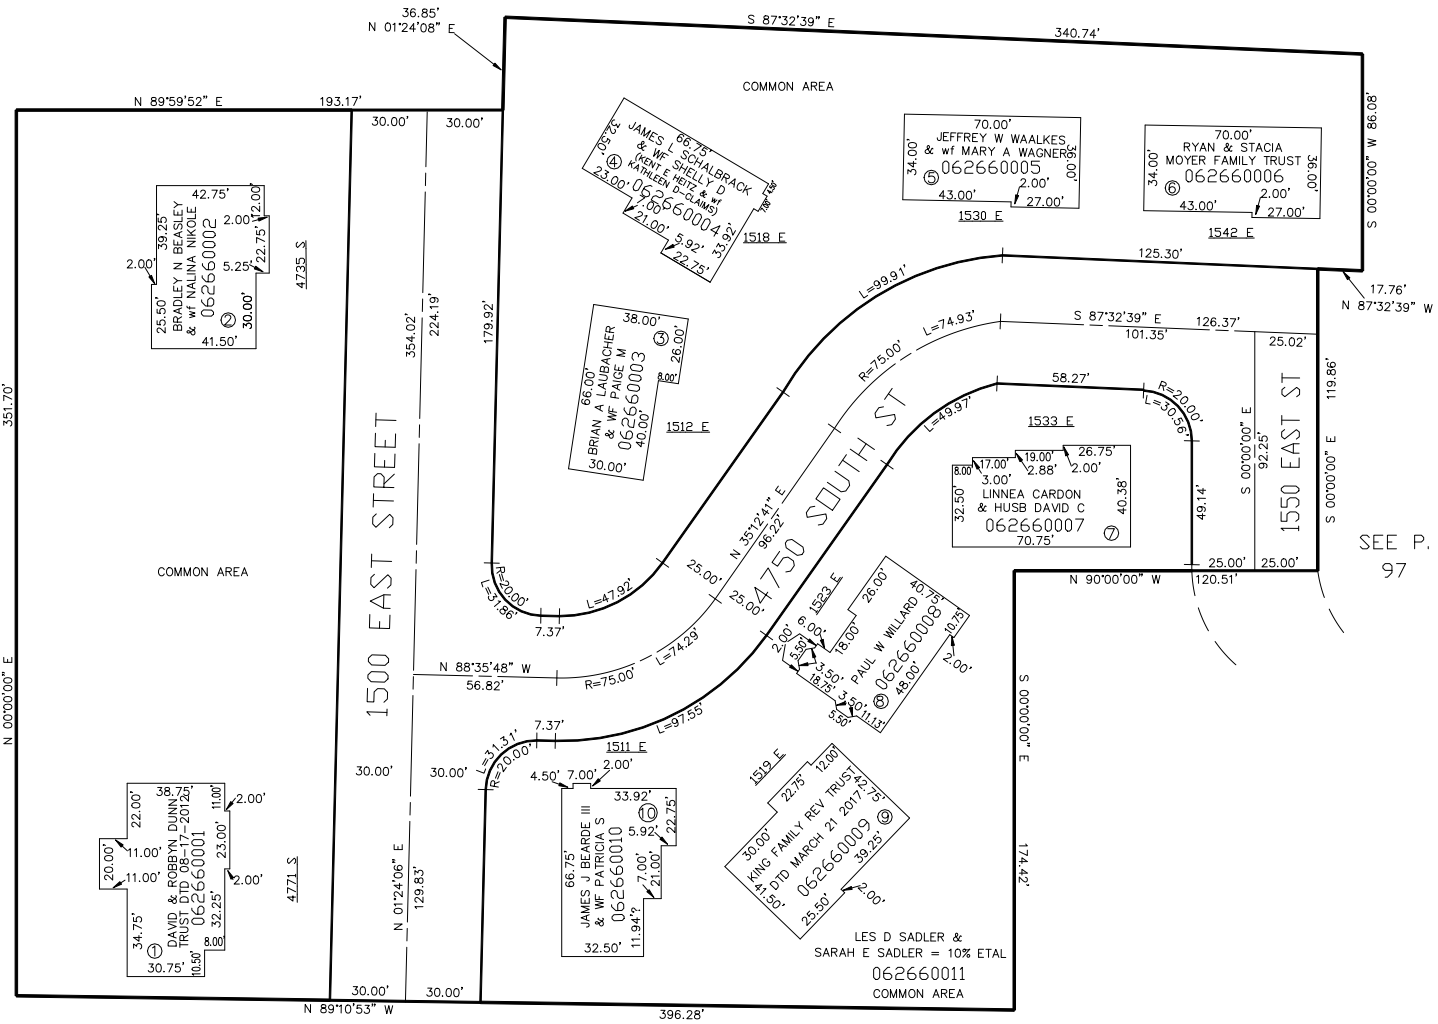 36.85'
N 01°24'08" E
S 87°32'39" E
340.74'
COMMON AREA
S 00°00'00" W 86.08'
N 89°59'52" E
193.17'
30.00'
30.00'
66.75'
32.50'
JAMES L SCHALBRACK
& WF SHELLY D
(KENT E HEITZ & wf
KATHLEEN D-CLAIMS)
062660004
4
23.00'
7.00'
21.00'
5.92'
22.75'
33.92'
7.00'
4.50'
1518 E
70.00'
JEFFREY W WAALKES
& wf MARY A WAGNER
062660005
5
34.00'
36.00'
43.00'
2.00'
27.00'
1530 E
70.00'
RYAN & STACIA
MOYER FAMILY TRUST
062660006
6
34.00'
36.00'
43.00'
2.00'
27.00'
1542 E
42.75'
12.00'
39.25'
BRADLEY N BEASLEY
& wf NALINA NIKOLE
062660002
2
2.00'
22.75'
5.25'
2.00'
25.50'
30.00'
41.50'
4735 S
351.70'
N 00°00'00" E
COMMON AREA
354.02'
224.19'
179.92'
1500 EAST STREET
38.00'
3
26.00'
8.00'
66.00'
BRIAN A LAUBACHER
& WF PAIGE M
062660003
40.00'
30.00'
1512 E
L=99.91'
125.30'
17.76'
N 87°32'39" W
L=74.93'
R=75.00'
S 87°32'39" E
126.37'
101.35'
25.02'
119.86'
S 00°00'00" E
L=49.97'
58.27'
R=20.00'
L=30.56'
S 00°00'00" E
92.25'
1550 EAST ST
49.14'
25.00'
25.00'
N 90°00'00" W
120.51'
SEE P.
97
1533 E
8.00'
17.00'
19.00'
26.75'
3.00'
2.88'
2.00'
32.50'
LINNEA CARDON
& HUSB DAVID C
062660007
7
40.38'
70.75'
N 35°12'41" E
96.22'
4750 SOUTH ST
25.00'
25.00'
R=20.00'
L=31.86'
L=47.92'
7.37'
N 88°35'48" W
56.82'
R=75.00'
L=74.29'
7.37'
L=97.55'
L=31.31'
R=20.00'
30.00'
30.00'
1523 E
26.00'
40.75'
10.75'
2.00'
18.00'
6.00'
2.00'
5.50'
3.50'
18.75'
3.50'
5.50'
11.13'
48.00'
PAUL W WILLARD
062660008
8
S 00°00'00" E
174.42'
1519 E
22.75'
12.00'
42.75'
30.00'
KING FAMILY REV TRUST
DTD MARCH 21 2017
062660009
9
39.25'
2.00'
25.50'
41.50'
1511 E
4.50'
7.00'
2.00'
33.92'
22.75'
10
5.92'
7.00'
21.00'
66.75'
JAMES J BEARDE III
& WF PATRICIA S
062660010
11.94'?
32.50'
38.75'
11.00'
2.00'
22.00'
23.00'
11.00'
20.00'
11.00'
2.00'
DAVID & ROBBYN DUNN
TRUST DTD 08-17-2012
062660001
1
34.75'
32.25'
8.00'
10.50'
30.75'
4771 S
N 01°24'06" E
129.83'
30.00'
30.00'
N 89°10'53" W
396.28'
LES D SADLER &
SARAH E SADLER = 10% ETAL
062660011
COMMON AREA